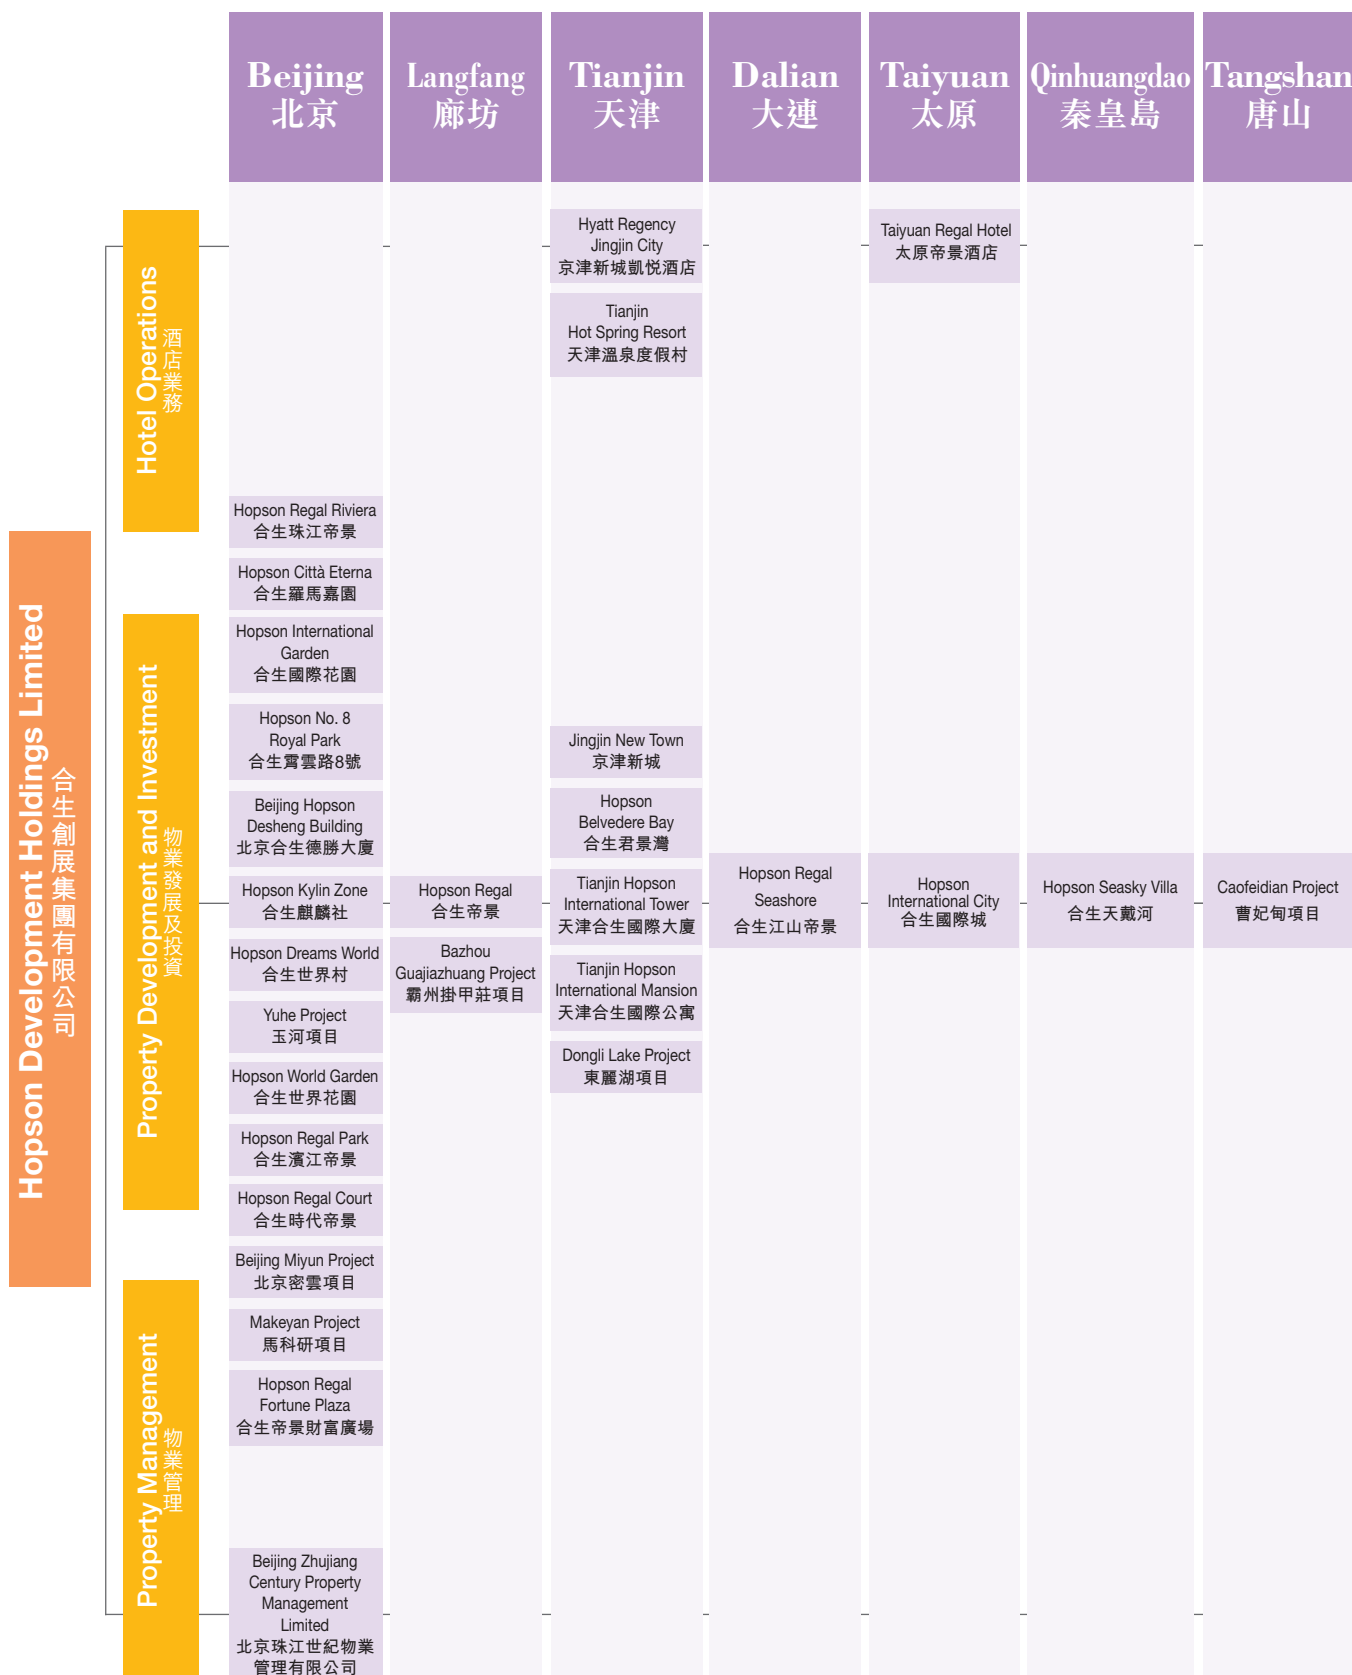 Beijing
北京
Langfang
廊坊
Tianjin
天津
Dalian
大連
Taiyuan
太原
Qinhuangdao
秦皇島
Tangshan
唐山
Hopson Development Holdings Limited
合生創展集團有限公司
Hotel Operations
酒店業務
Hyatt Regency
Jingjin City
京津新城凱悦酒店
Tianjin
Hot Spring Resort
天津溫泉度假村
Taiyuan Regal Hotel
太原帝景酒店
Property Development and Investment
物業發展及投資
Hopson Regal Riviera
合生珠江帝景
Hopson Città Eterna
合生羅馬嘉園
Hopson International
Garden
合生國際花園
Hopson No. 8
Royal Park
合生霄雲路8號
Beijing Hopson
Desheng Building
北京合生德勝大廈
Hopson Kylin Zone
合生麒麟社
Hopson Dreams World
合生世界村
Yuhe Project
玉河項目
Hopson World Garden
合生世界花園
Hopson Regal Park
合生濱江帝景
Hopson Regal Court
合生時代帝景
Beijing Miyun Project
北京密雲項目
Makeyan Project
馬科研項目
Hopson Regal
Fortune Plaza
合生帝景財富廣場
Hopson Regal
合生帝景
Bazhou
Guajiazhuang Project
霸州掛甲莊項目
Jingjin New Town
京津新城
Hopson
Belvedere Bay
合生君景灣
Tianjin Hopson
International Tower
天津合生國際大廈
Tianjin Hopson
International Mansion
天津合生國際公寓
Dongli Lake Project
東麗湖項目
Hopson Regal
Seashore
合生江山帝景
Hopson
International City
合生國際城
Hopson Seasky Villa
合生天戴河
Caofeidian Project
曹妃甸項目
Property Management
物業管理
Beijing Zhujiang
Century Property
Management
Limited
北京珠江世紀物業
管理有限公司